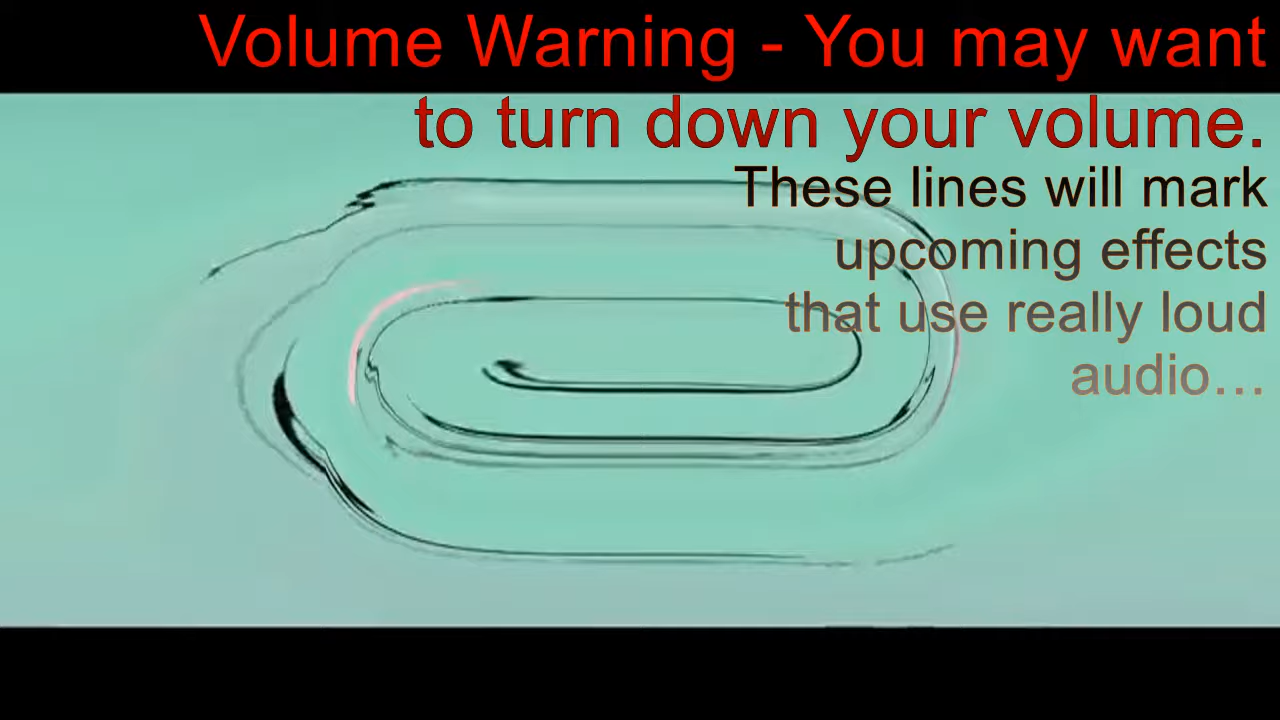 Volume Warning - You may want
to turn down your volume.
These lines will mark
upcoming effects
that use really loud
audio…